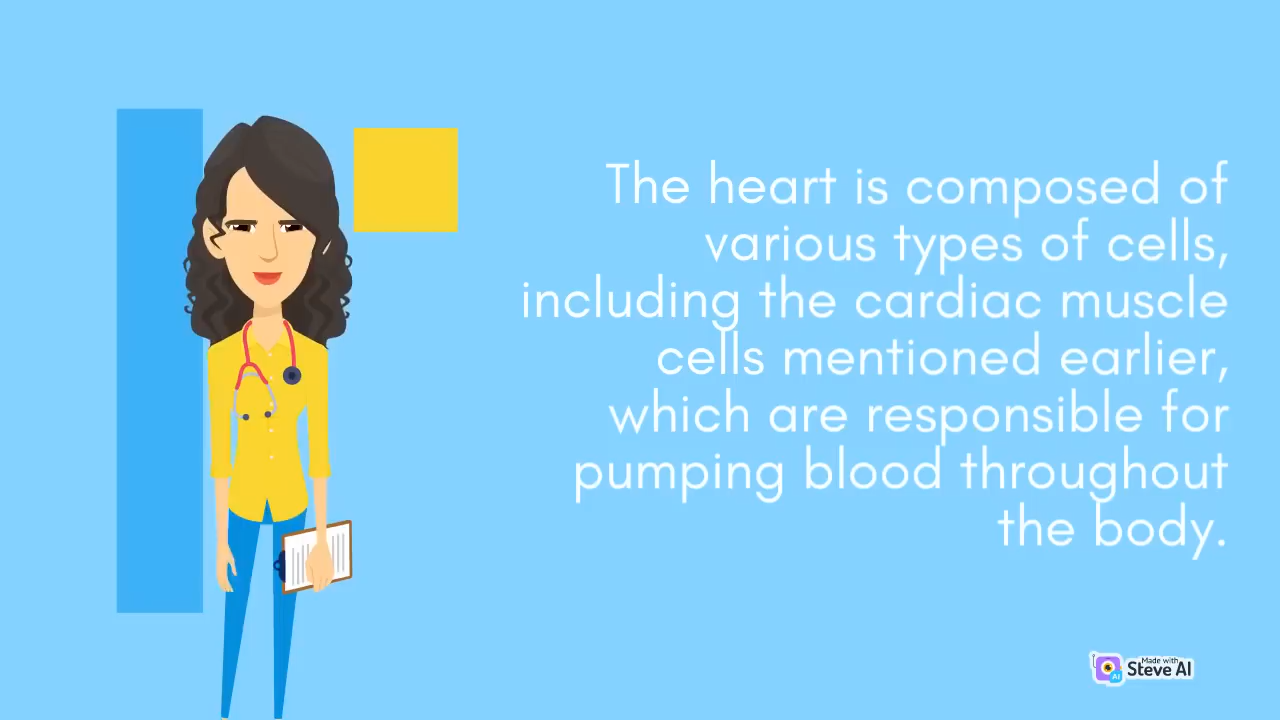 The heart is composed of
various types of cells,
including the cardiac muscle
cells mentioned earlier,
which are responsible for
pumping blood throughout
the body.
Made with
Steve AI
AI